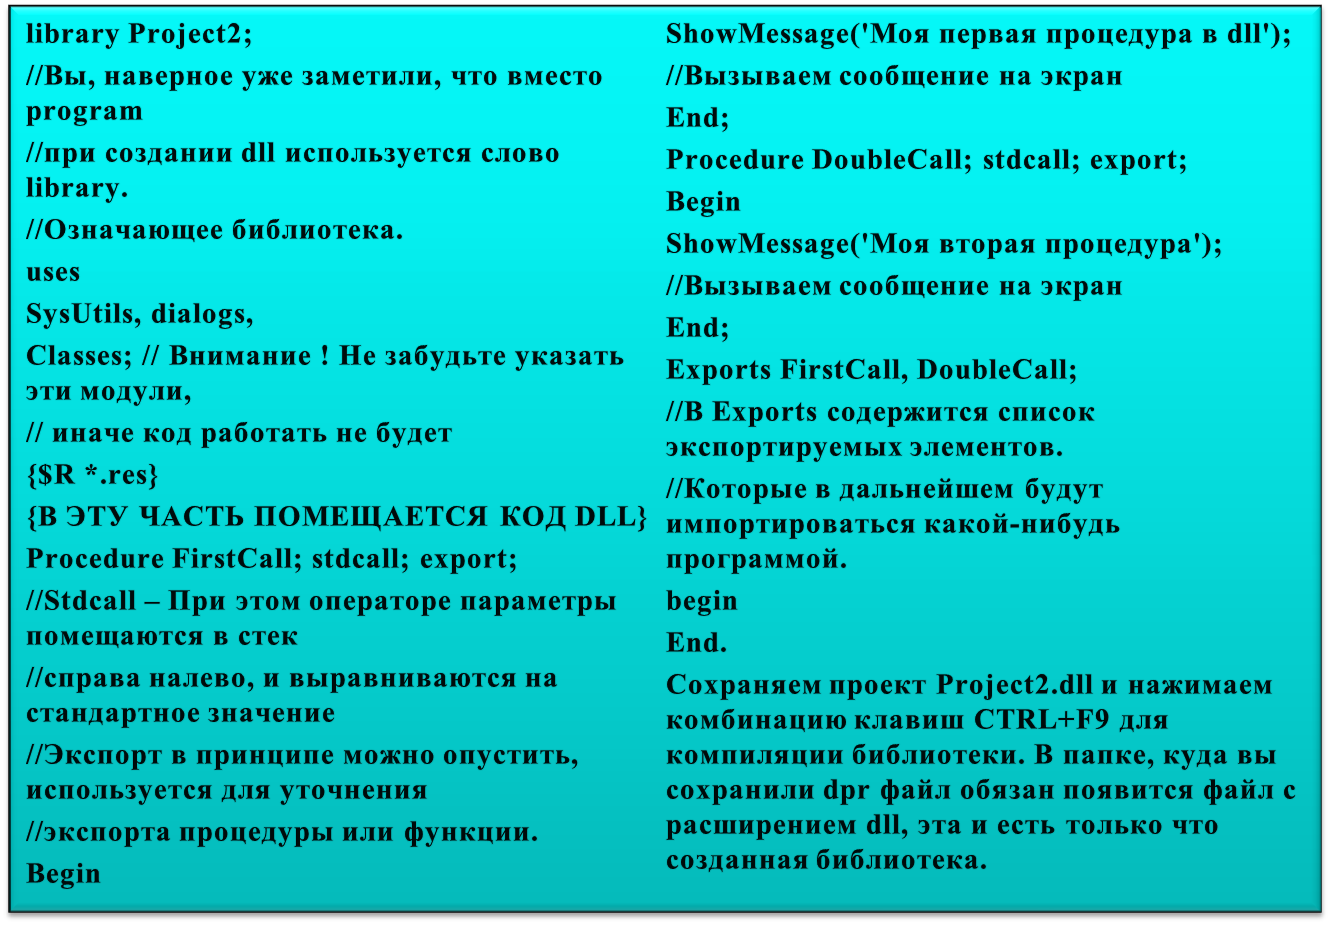 library Project2;
//Вы, наверное уже заметили, что вместо
program
//при создании dll используется слово
library.
//Означающее библиотека.
uses
SysUtils, dialogs,
Classes; // Внимание ! Не забудьте указать
эти модули,
// иначе код работать не будет
{$R *.res}
{В ЭТУ ЧАСТЬ ПОМЕЩАЕТСЯ КОД DLL}
Procedure FirstCall; stdcall; export;
//Stdcall – При этом операторе параметры
помещаются в стек
//справа налево, и выравниваются на
стандартное значение
//Экспорт в принципе можно опустить,
используется для уточнения
//экспорта процедуры или функции.
Begin
ShowMessage('Моя первая процедура в dll');
//Вызываем сообщение на экран
End;
Procedure DoubleCall; stdcall; export;
Begin
ShowMessage('Моя вторая процедура');
//Вызываем сообщение на экран
End;
Exports FirstCall, DoubleCall;
//В Exports содержится список
экспортируемых элементов.
//Которые в дальнейшем будут
импортироваться какой-нибудь
программой.
begin
End.
Сохраняем проект Project2.dll и нажимаем
комбинацию клавиш CTRL+F9 для
компиляции библиотеки. В папке, куда вы
сохранили dpr файл обязан появится файл с
расширением dll, эта и есть только что
созданная библиотека.